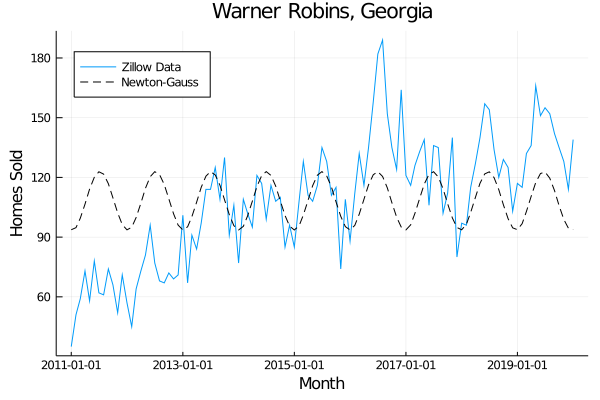 Warner Robins, Georgia
Zillow Data
Newton-Gauss
Homes Sold
180
150
120
90
60
2011-01-01 2013-01-01 2015-01-01 2017-01-01 2019-01-01
Month